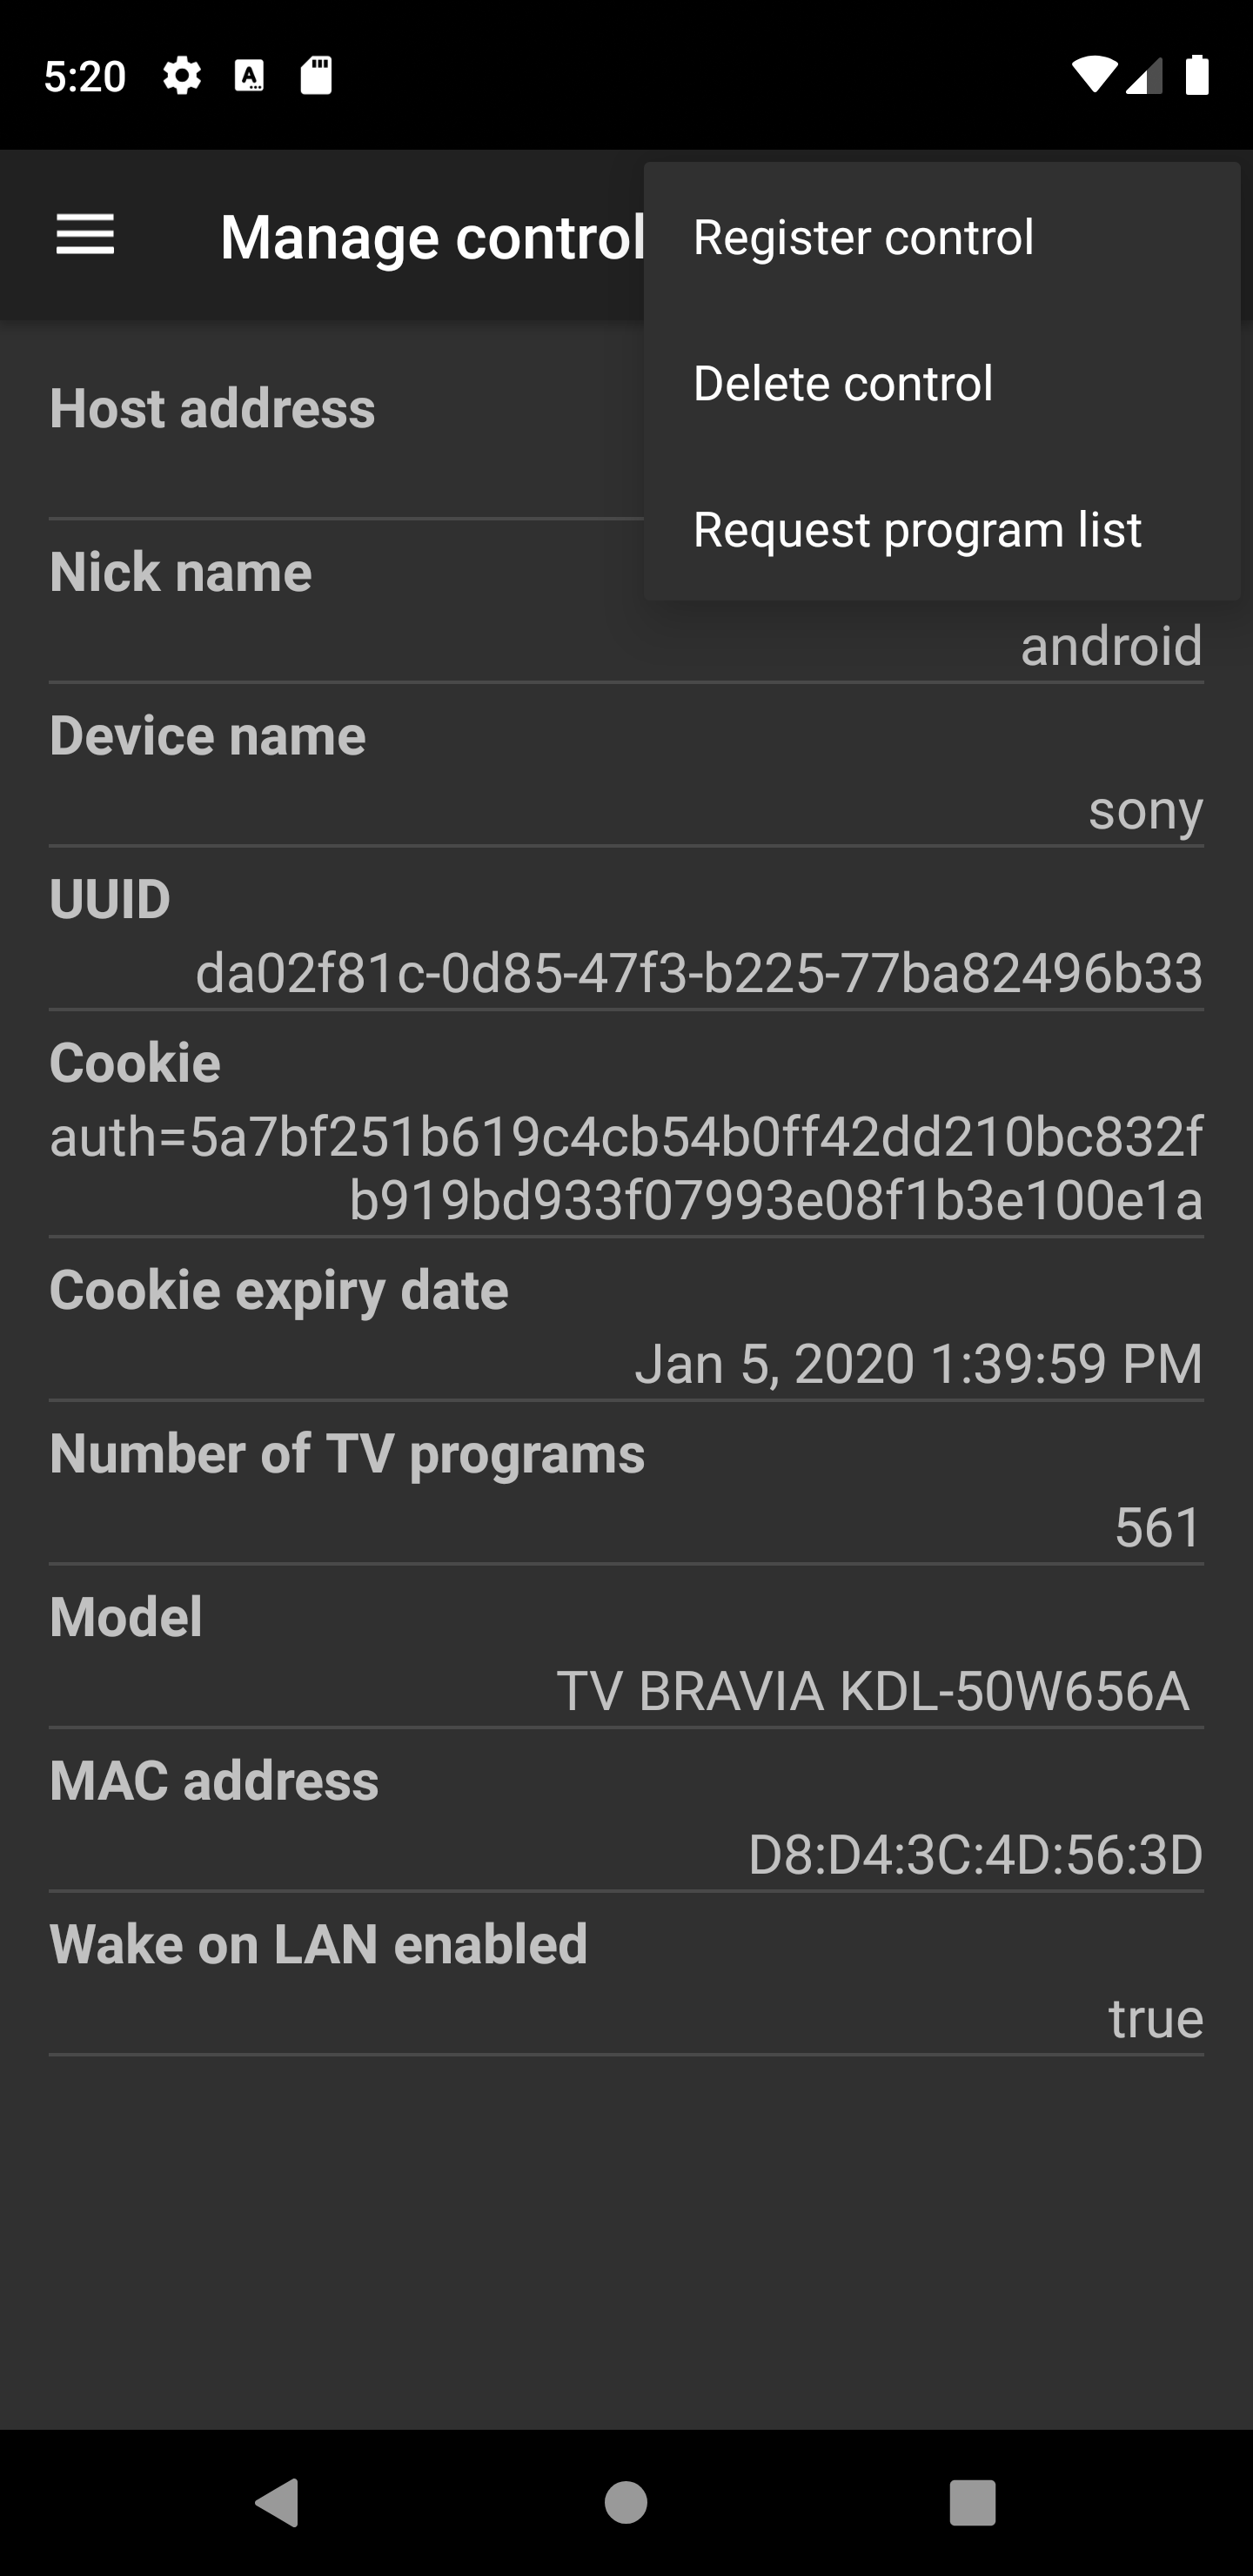 5:20
Manage control
Register control
Delete control
Request program list
Host address
Nick name
android
Device name
sony
UUID
da02f81c-0d85-47f3-b225-77ba82496b33
Cookie
auth=5a7bf251b619c4cb54b0ff42dd210bc832f
b919bd933f07993e08f1b3e100e1a
Cookie expiry date
Jan 5, 2020 1:39:59 PM
Number of TV programs
561
Model
TV BRAVIA KDL-50W656A
MAC address
D8:D4:3C:4D:56:3D
Wake on LAN enabled
true